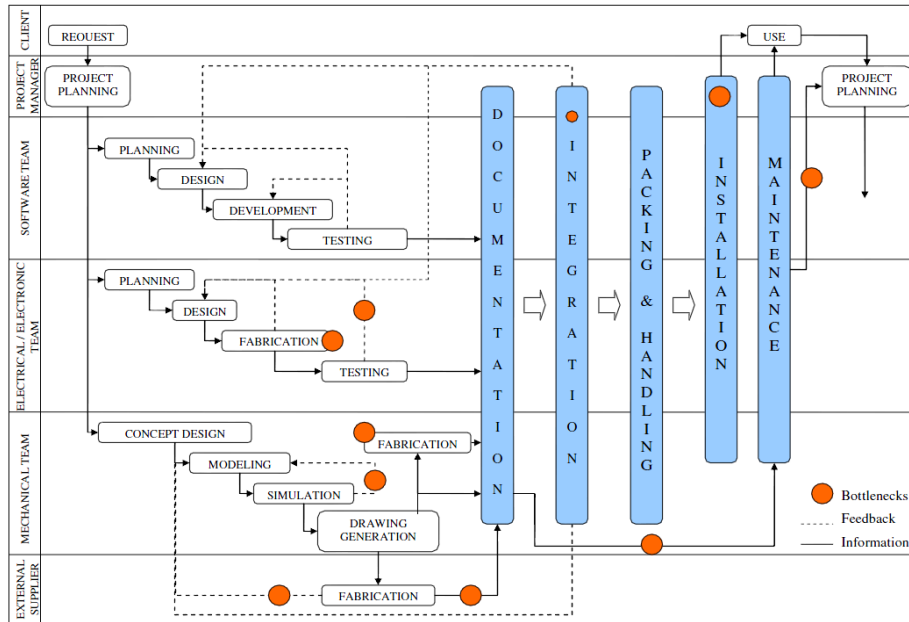 CLIENT
REQUEST
USE
PROJECT
MANAGER
PROJECT
PLANNING
PROJECT
PLANNING
SOFTWARE TEAM
PLANNING
DESIGN
DEVELOPMENT
TESTING
ELECTRICAL / ELECTRONIC
TEAM
PLANNING
DESIGN
FABRICATION
TESTING
MECHANICAL TEAM
CONCEPT DESIGN
FABRICATION
MODELING
SIMULATION
DRAWING
GENERATION
EXTERNAL
SUPPLIER
FABRICATION
DOCUMENTATION
INTEGRATION
PACKING & HANDLING
INSTALLATION
MAINTENANCE
Bottlenecks
Feedback
Information